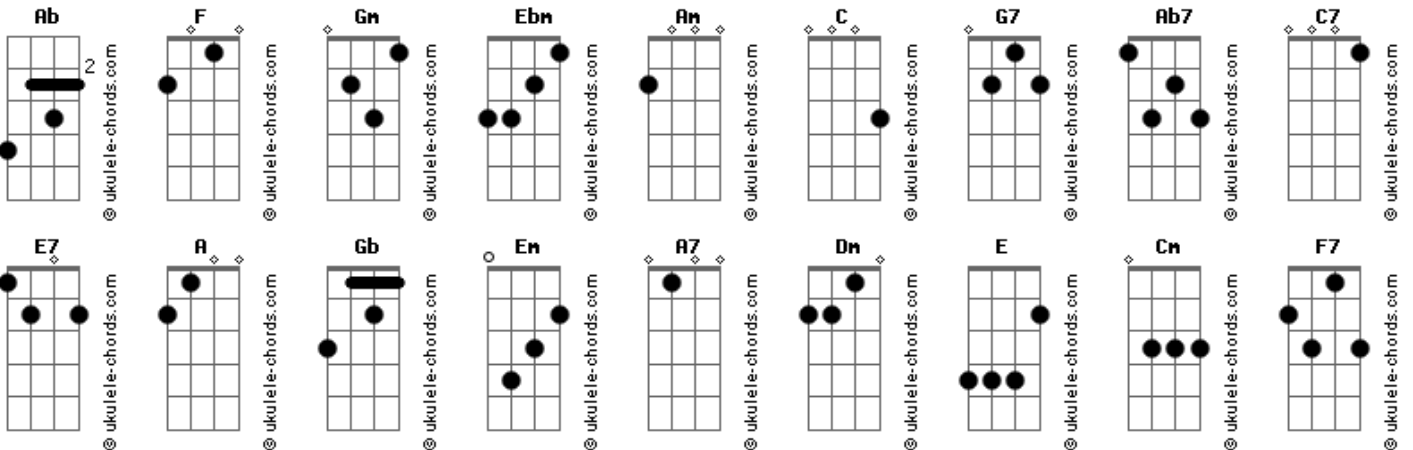 Ab F Gm Ebm Am C G7 Ab7 C7
2
© ukulele-chords.com © ukulele-chords.com © ukulele-chords.com © ukulele-chords.com © ukulele-chords.com © ukulele-chords.com © ukulele-chords.com © ukulele-chords.com © ukulele-chords.com
E7 A Gb Em A7 Dm E Cm F7
© ukulele-chords.com © ukulele-chords.com © ukulele-chords.com © ukulele-chords.com © ukulele-chords.com © ukulele-chords.com © ukulele-chords.com © ukulele-chords.com © ukulele-chords.com